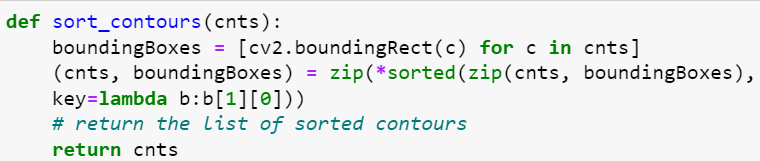 def sort_contours(cnts):
    boundingBoxes = [cv2.boundingRect(c) for c in cnts]
    (cnts, boundingBoxes) = zip(*sorted(zip(cnts, boundingBoxes),
    key=lambda b:b[1][0]))
    # return the list of sorted contours
    return cnts